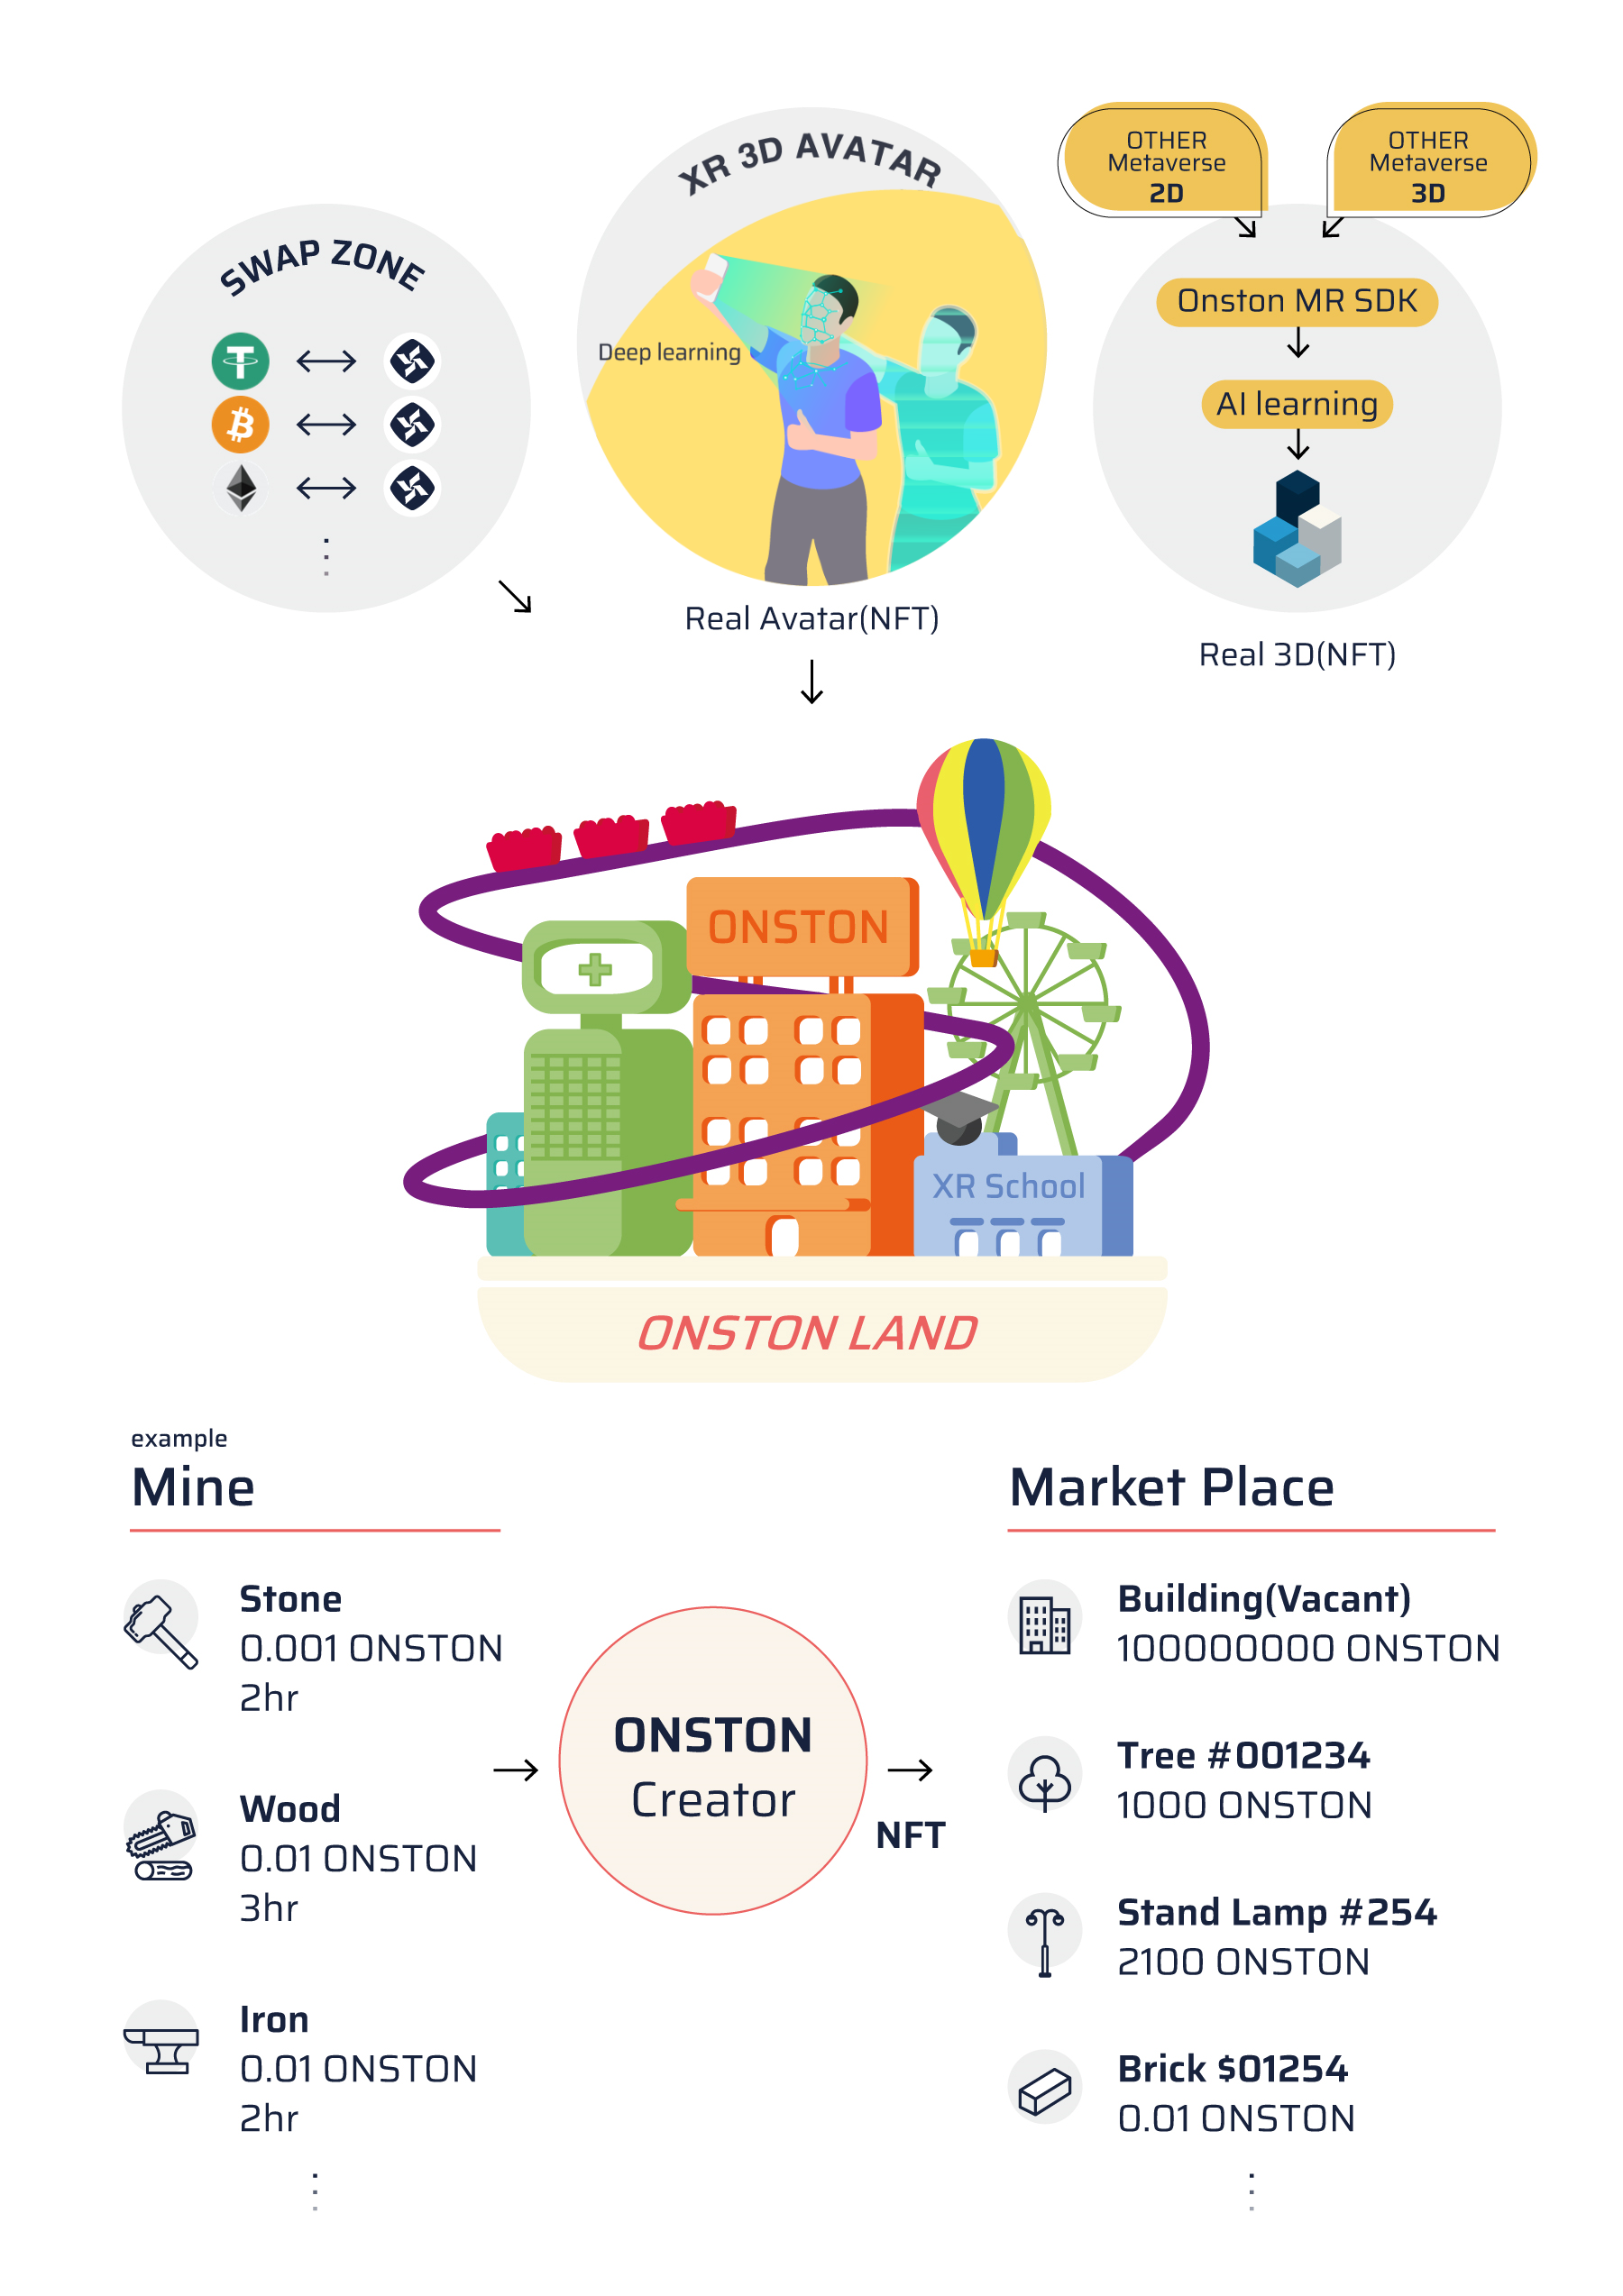 SWAP ZONE
XR 3D AVATAR
Deep learning
Real Avatar(NFT)
OTHER
Metaverse
2D
OTHER
Metaverse
3D
Onston MR SDK
AI learning
Real 3D(NFT)
ONSTON
XR School
ONSTON LAND
example
Mine
Stone
0.001 ONSTON
2hr
Wood
0.01 ONSTON
3hr
Iron
0.01 ONSTON
2hr
ONSTON
Creator
NFT
Market Place
Building(Vacant)
100000000 ONSTON
Tree #001234
1000 ONSTON
Stand Lamp #254
2100 ONSTON
Brick $01254
0.01 ONSTON